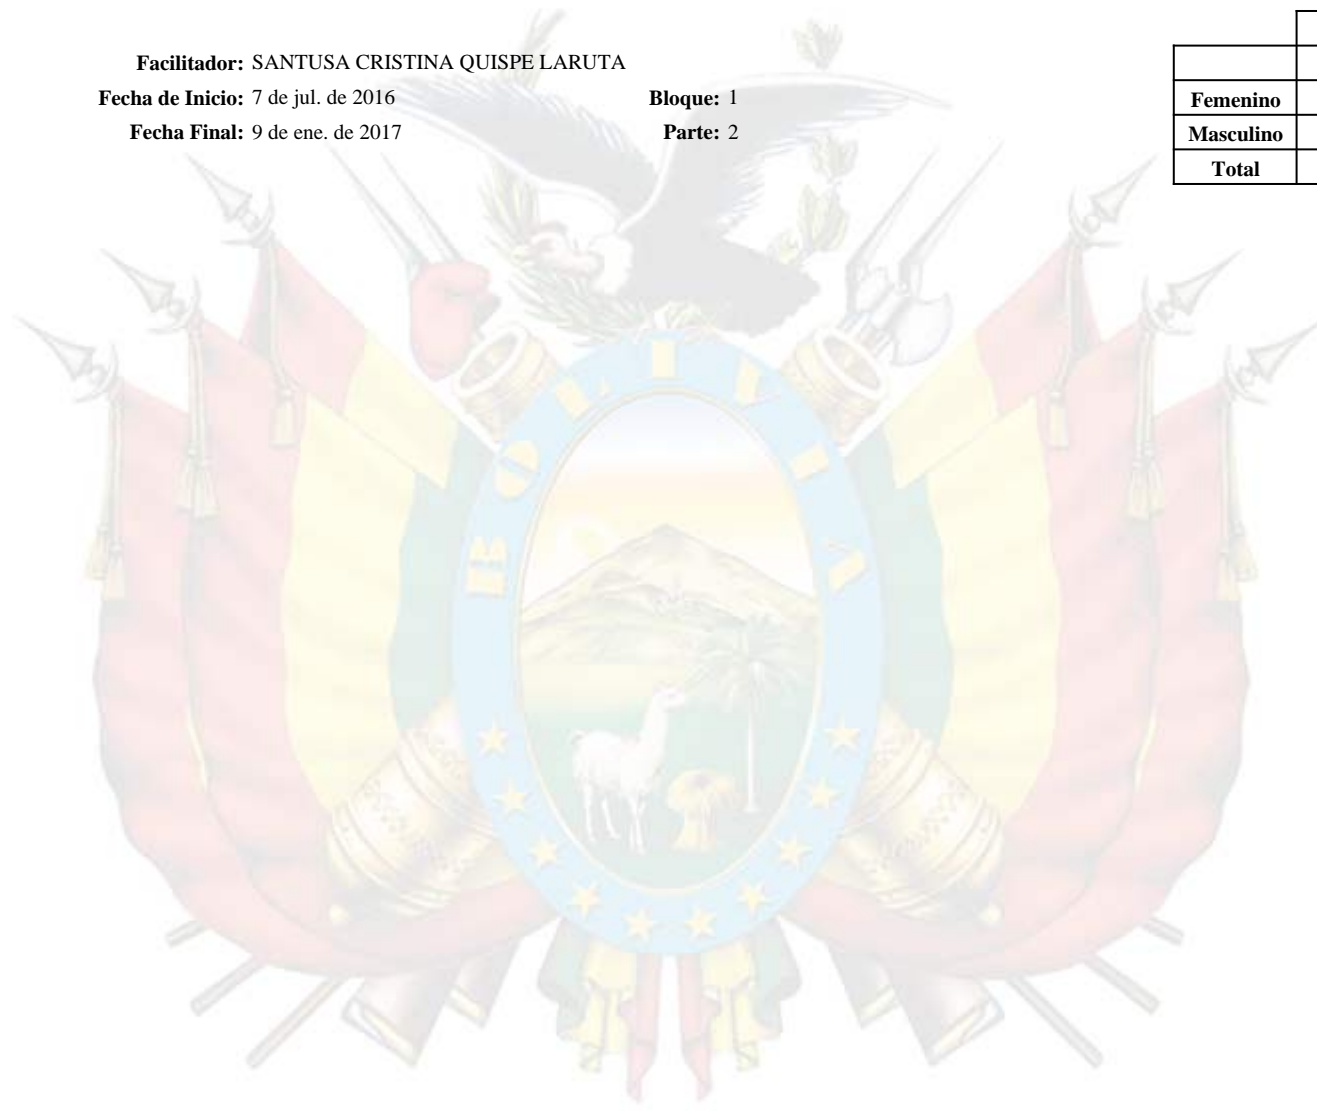 Facilitador: SANTUSA CRISTINA QUISPE LARUTA
Fecha de Inicio: 7 de jul. de 2016 Bloque: 1
Fecha Final: 9 de ene. de 2017 Parte: 2
Femenino
Masculino
Total
BOLIVIA